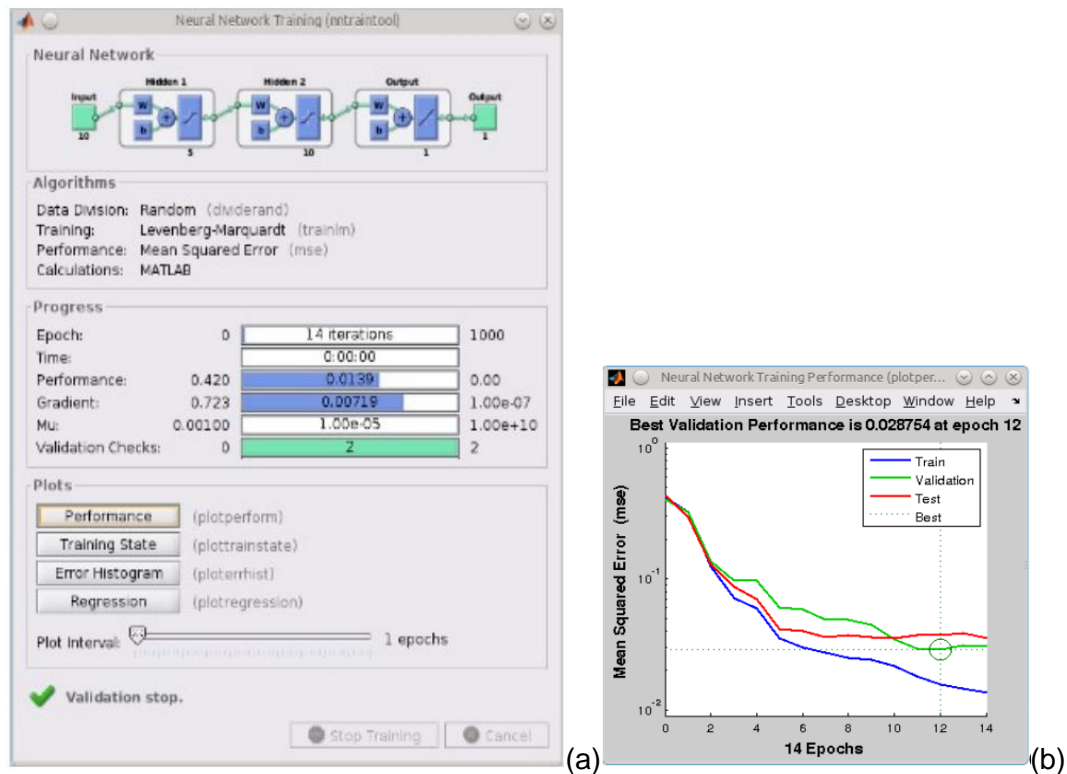 Neural Network Training (nntraintool)
Neural Network
Hidden 1
Hidden 2
Output
Input
Output
W
b
+
W
b
+
W
b
+
10
5
10
1
1
Algorithms
Data Division: Random (dividerand)
Training: Levenberg-Marquardt (trainlm)
Performance: Mean Squared Error (mse)
Calculations: MATLAB
Progress
Epoch: 0 14 iterations 1000
Time: 0:00:00
Performance: 0.420 0.0139 0.00
Gradient: 0.723 0.00719 1.00e-07
Mu: 0.00100 1.00e-05 1.00e+10
Validation Checks: 0 2 2
Plots
Performance (plotperform)
Training State (plottrainstate)
Error Histogram (ploterrhist)
Regression (plotregression)
Plot Interval: 1 epochs
Validation stop.
Stop Training Cancel
(a)
Neural Network Training Performance (plotper...
File Edit View Insert Tools Desktop Window Help
Best Validation Performance is 0.028754 at epoch 12
Mean Squared Error (mse)
10^0
10^-1
10^-2
Train
Validation
Test
Best
0 2 4 6 8 10 12 14
14 Epochs
(b)